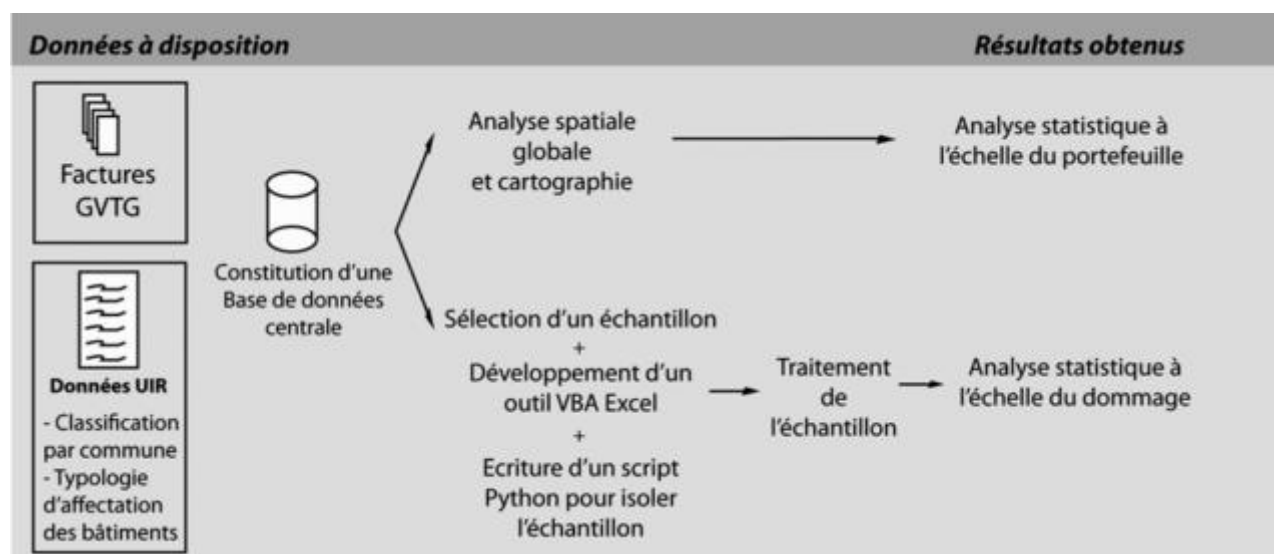 Données à disposition
Résultats obtenus
Factures
GVTG
Données UIR
- Classification
par commune
- Typologie
d'affectation
des bâtiments
Constitution d'une
Base de données
centrale
Analyse spatiale
globale
et cartographie
Analyse statistique à
l'échelle du portefeuille
Sélection d'un échantillon
+
Développement d'un
outil VBA Excel
+
Ecriture d'un script
Python pour isoler
l'échantillon
Traitement
de
l'échantillon
Analyse statistique à
l'échelle du dommage